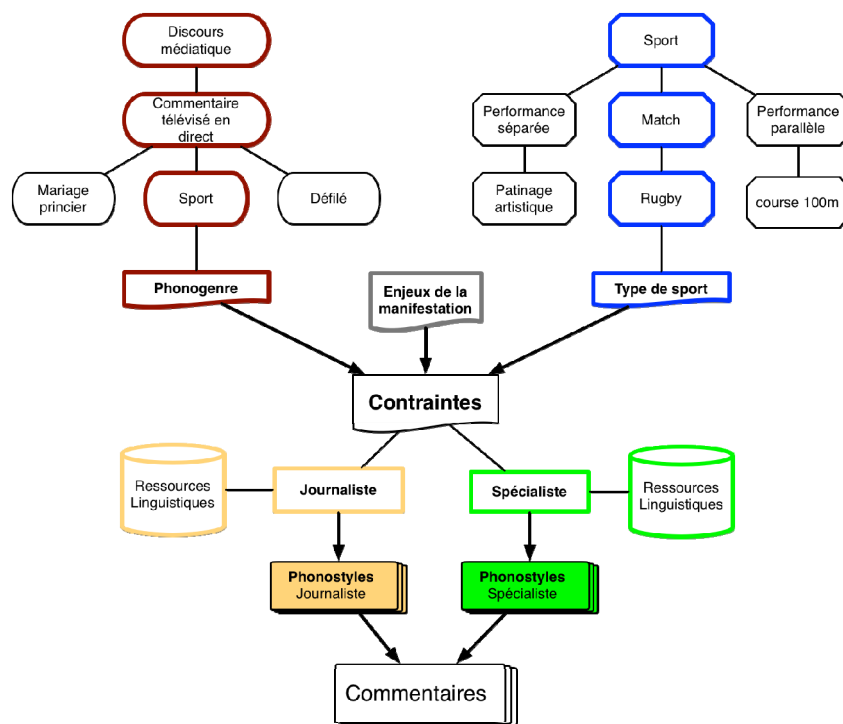 Discours
médiatique
Sport
Commentaire
télévisé en
direct
Performance
séparée
Match
Performance
parallèle
Mariage
princier
Sport
Défilé
Patinage
artistique
Rugby
course 100m
Phonogenre
Enjeux de la
manifestation
Type de sport
Contraintes
Ressources
Linguistiques
Journaliste
Spécialiste
Ressources
Linguistiques
Phonostyles
Journaliste
Phonostyles
Spécialiste
Commentaires